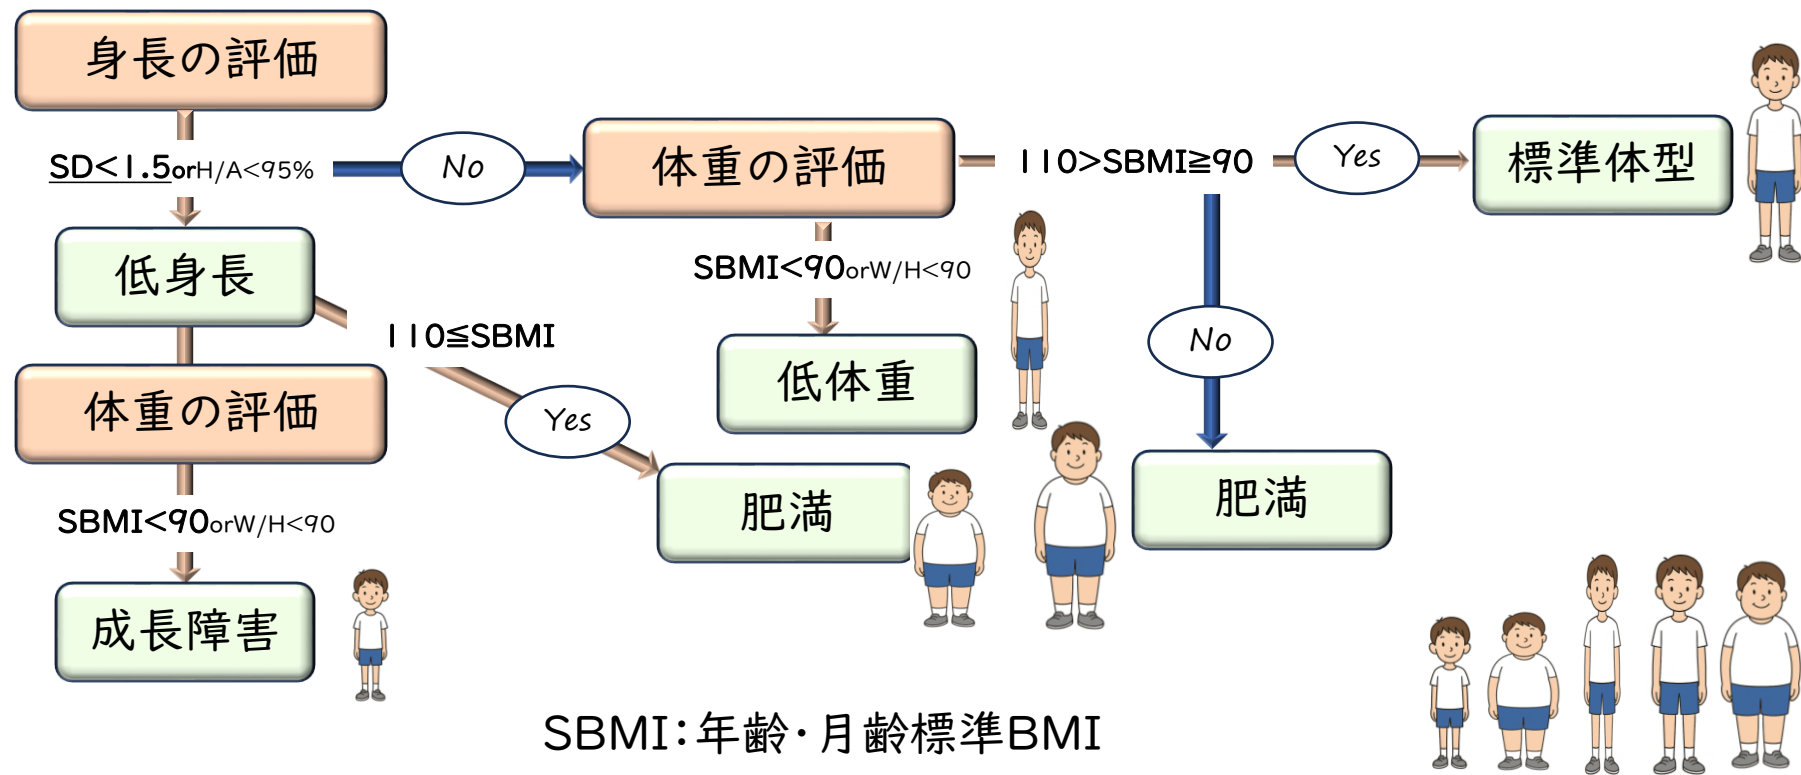 身長の評価
SD<1.5orH/A<95%
No
体重の評価
110>SBMI≧90
Yes
標準体型
低身長
SBMI<90orW/H<90
110≦SBMI
No
低体重
体重の評価
Yes
肥満
肥満
SBMI<90orW/H<90
成長障害
SBMI:年齢・月齢標準BMI